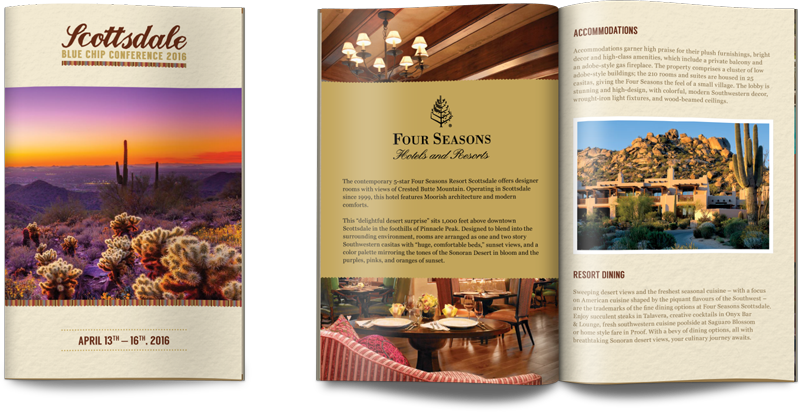 Scottsdale
BLUE CHIP CONFERENCE 2016
APRIL 13TH – 16TH, 2016
FOUR SEASONS
Hotels and Resorts
The contemporary 5-star Four Seasons Resort Scottsdale offers designer
rooms with views of Crested Butte Mountain. Operating in Scottsdale
since 1999, this hotel features Moorish architecture and modern
comforts.
This “delightful desert surprise” sits 1,000 feet above downtown
Scottsdale in the foothills of Pinnacle Peak. Designed to blend into the
surrounding environment, rooms are arranged as one and two story
Southwestern casitas with “huge, comfortable beds,” sunset views, and a
color palette mirroring the tones of the Sonoran Desert in bloom and the
purples, pinks, and oranges of sunset.
ACCOMMODATIONS
Accommodations garner high praise for their plush furnishings, bright
decor and high-class amenities, which include a private balcony and
an adobe-style gas fireplace. The property comprises a cluster of low
adobe-style buildings; the 210 rooms and suites are housed in 25
casitas, giving the Four Seasons the feel of a small village. The lobby is
stunning and high-design, with colorful, modern Southwestern decor,
wrought-iron light fixtures, and wood-beamed ceilings.
RESORT DINING
Sweeping desert views and the freshest seasonal cuisine – with a focus
on American cuisine shaped by the piquant flavours of the Southwest –
are the trademarks of the fine dining options at Four Seasons Scottsdale.
Enjoy succulent steaks in Talavera, creative cocktails in Onyx Bar
& Lounge, fresh southwestern cuisine poolside at Saguaro Blossom
or home style fare in Proof. With a bevy of dining options, all with
breathtaking Sonoran desert views, your culinary journey awaits.